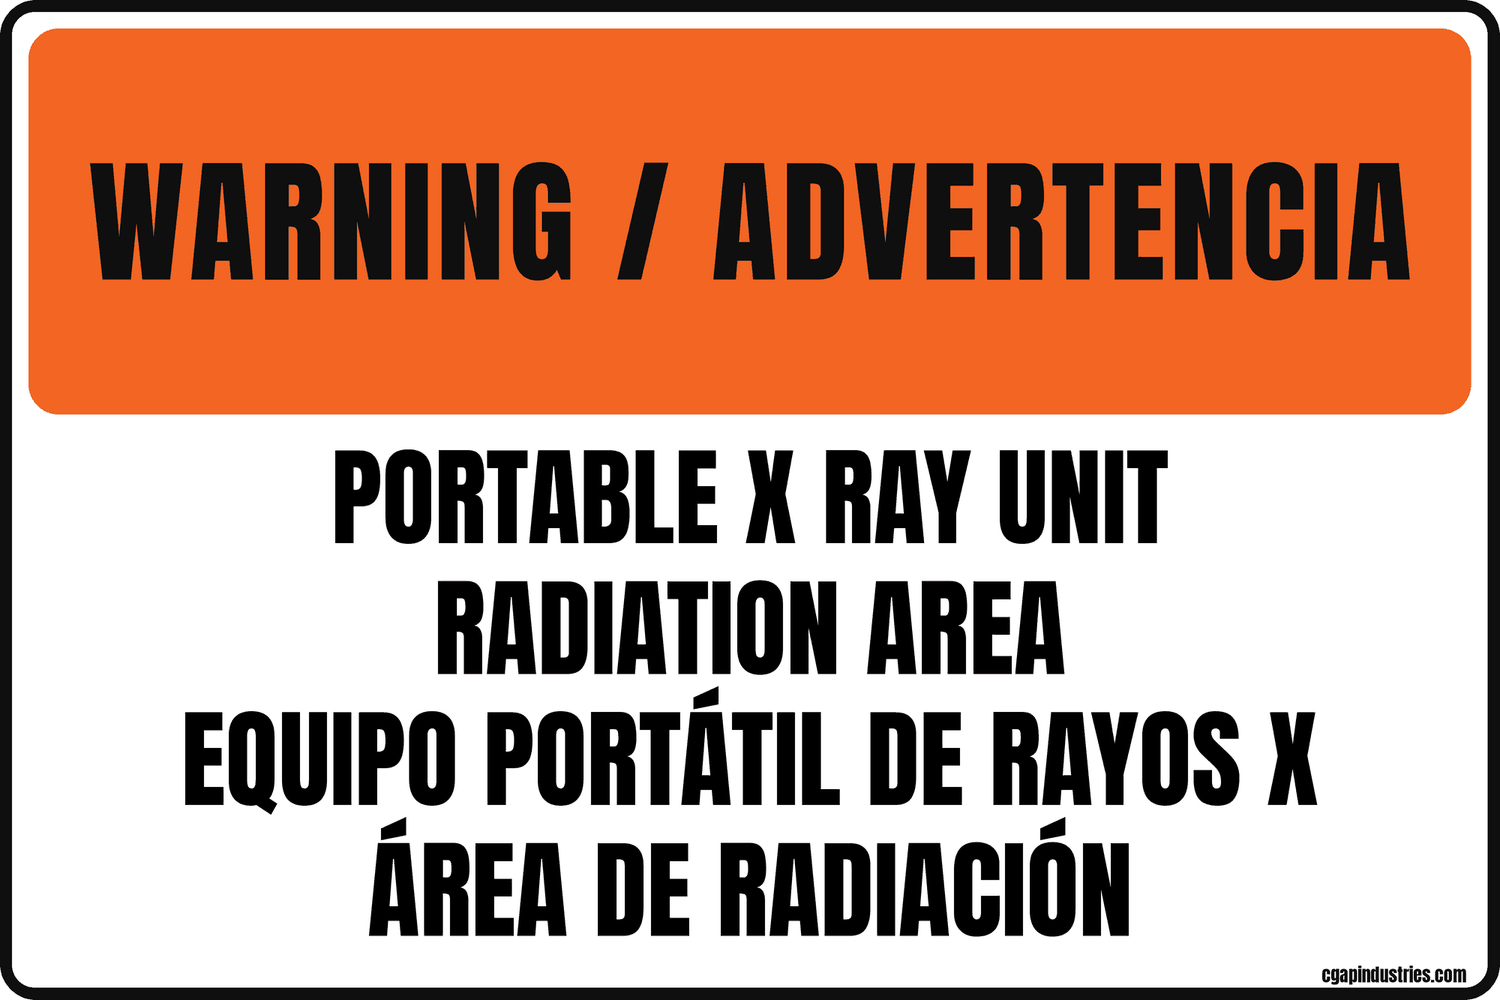 WARNING / ADVERTENCIA
PORTABLE X RAY UNIT
RADIATION AREA
EQUIPO PORTÁTIL DE RAYOS X
ÁREA DE RADIACIÓN
cgapindustries.com